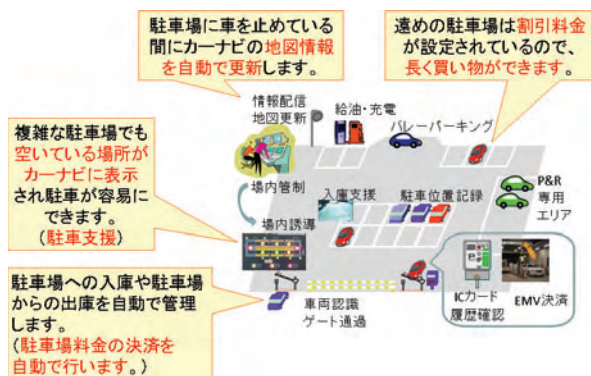 駐車場に車を止めている
間にカーナビの地図情報
を自動で更新します。
遠めの駐車場は割引料金
が設定されているので、
長く買い物ができます。
情報配信
地図更新
給油・充電
バレーパーキング
複雑な駐車場でも
空いている場所が
カーナビに表示
され駐車が容易に
できます。
(駐車支援)
場内管制
入庫支援
駐車位置記録
P&R
専用
エリア
場内誘導
駐車場への入庫や駐車場
からの出庫を自動で管理
します。
(駐車場料金の決済を
自動で行います。)
車両認識
ゲート通過
ICカード
履歴確認
EMV決済